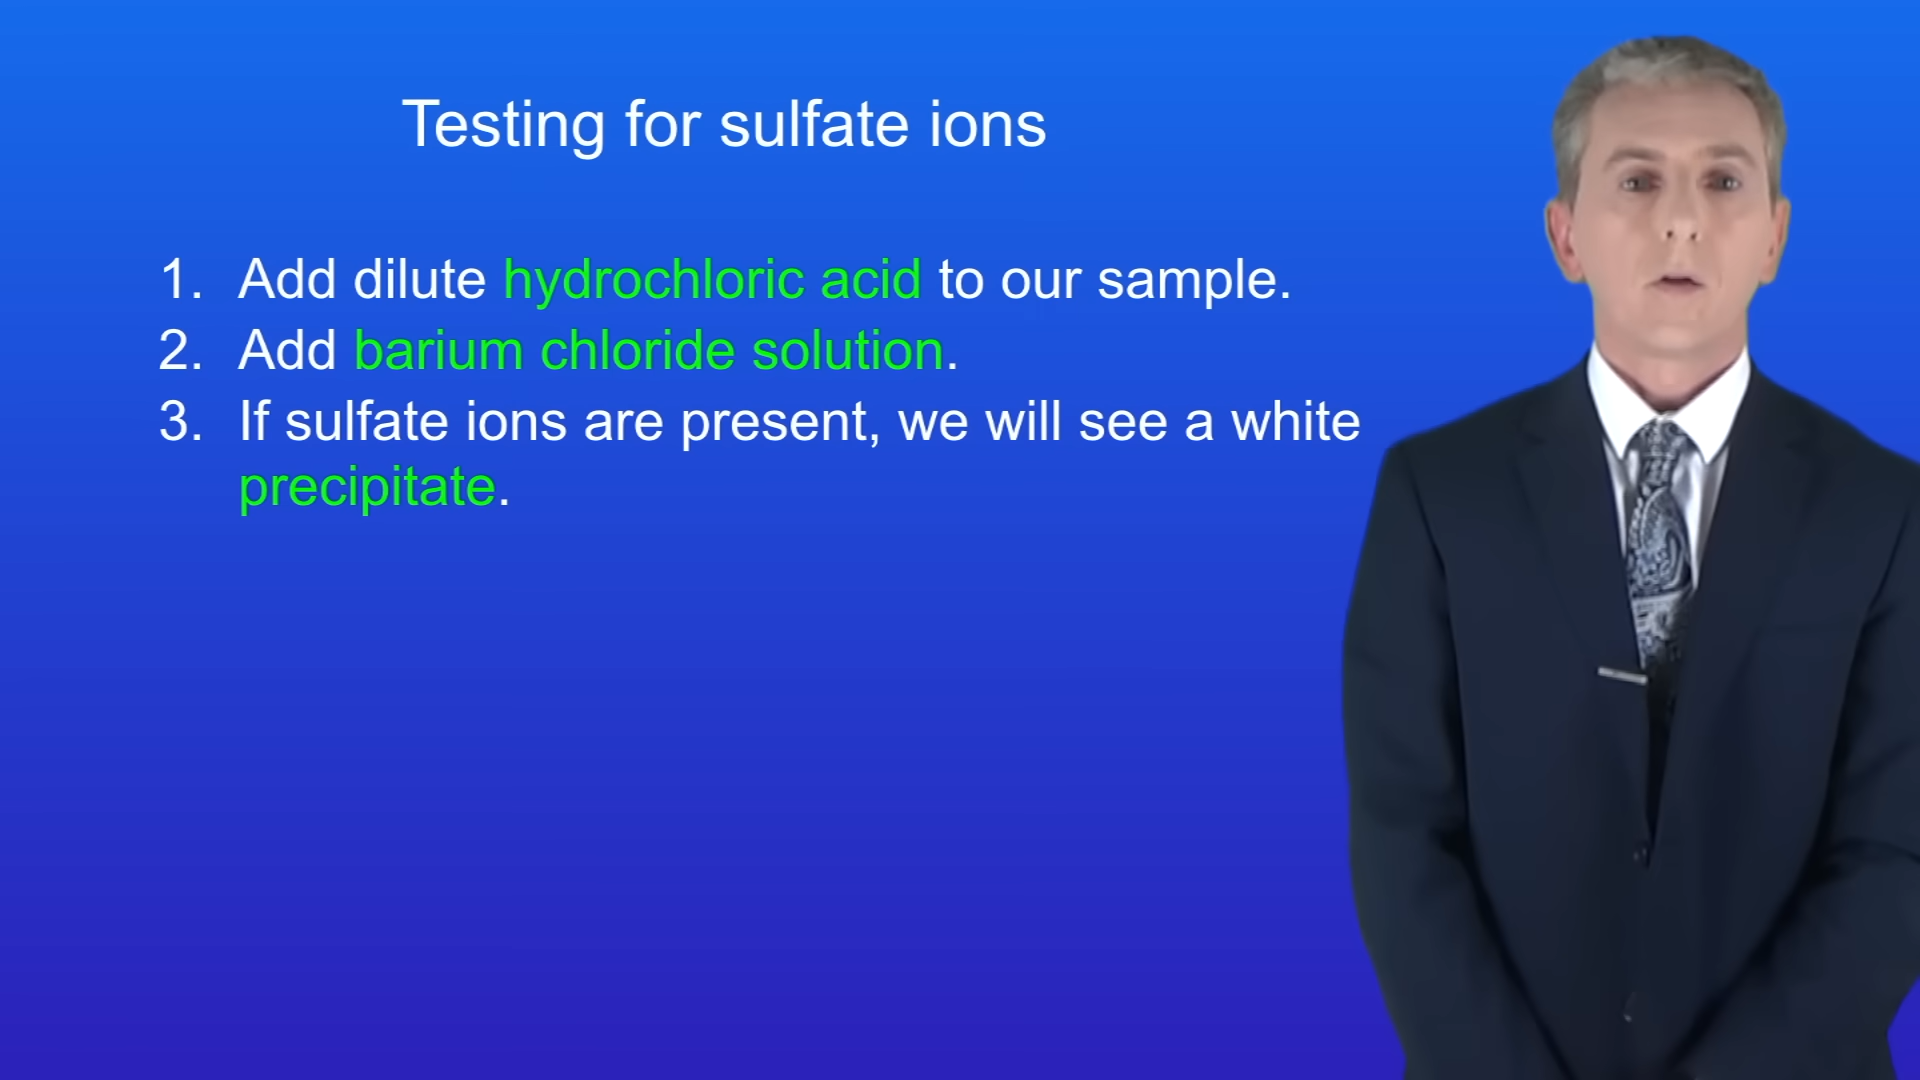 Testing for sulfate ions
1. Add dilute hydrochloric acid to our sample.
2. Add barium chloride solution.
3. If sulfate ions are present, we will see a white
precipitate.